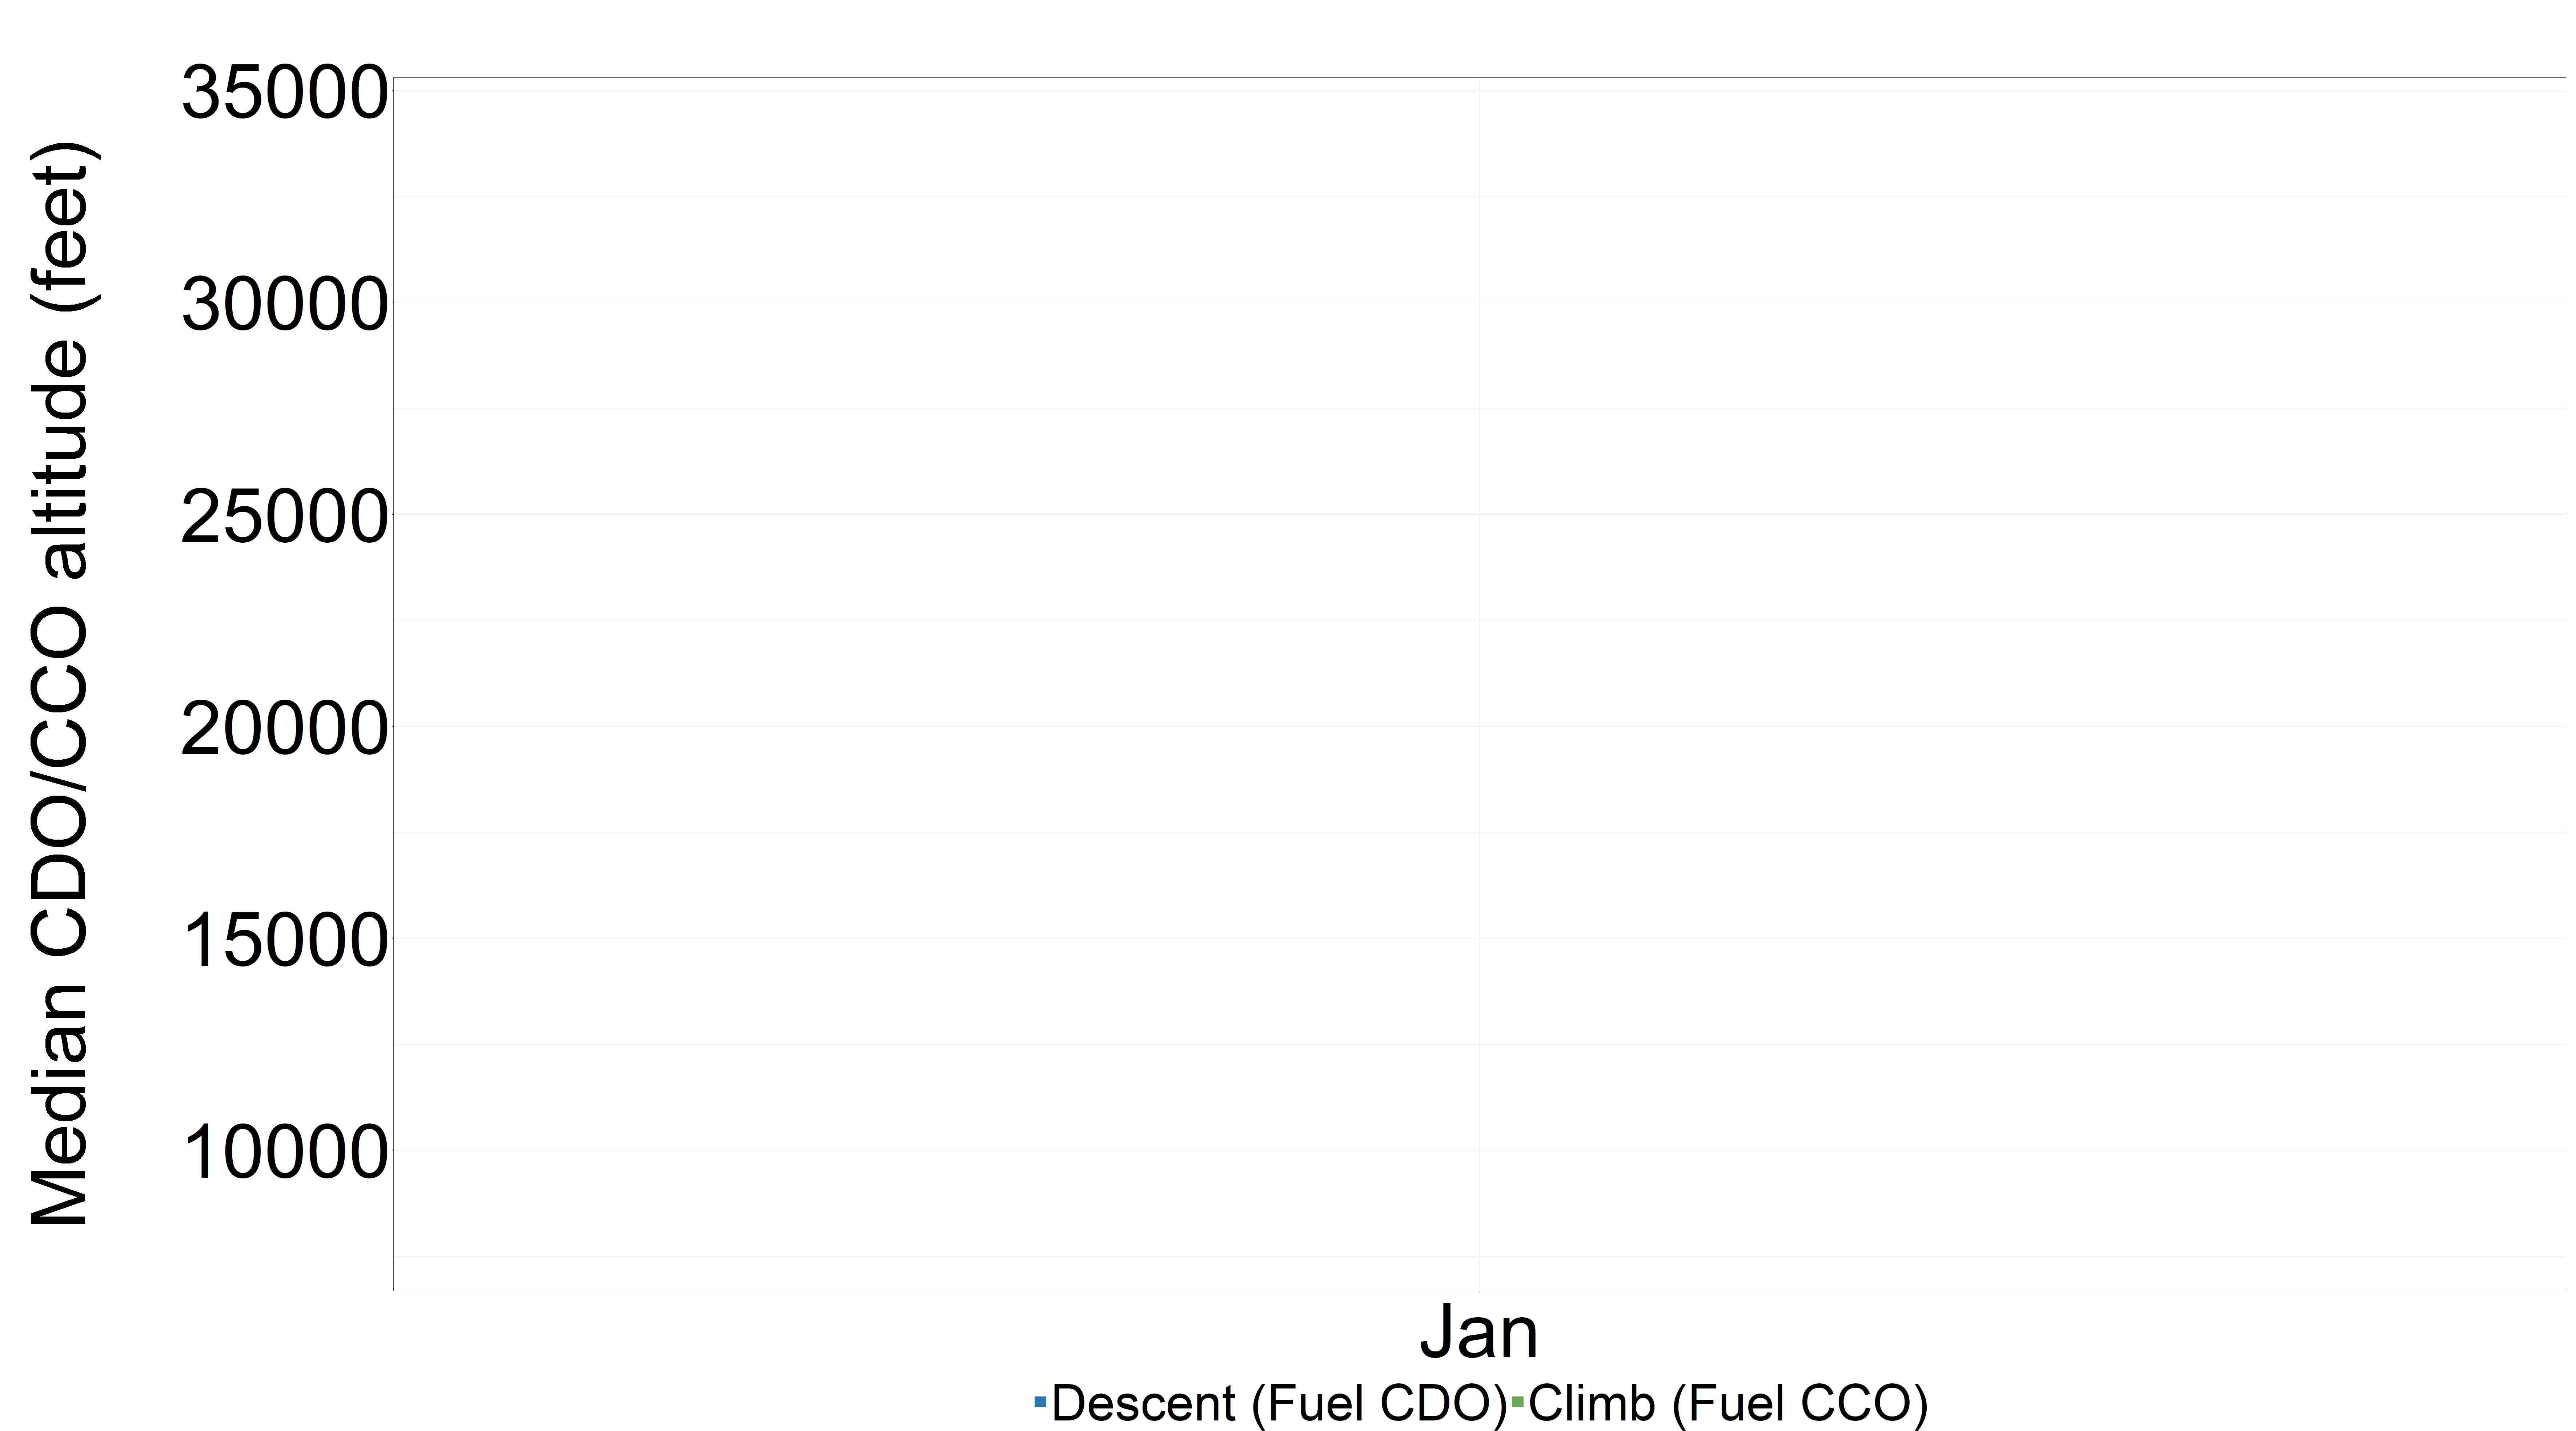 Median CDO/CCO altitude (feet)
35000
30000
25000
20000
15000
10000
Jan
Descent (Fuel CDO) Climb (Fuel CCO)